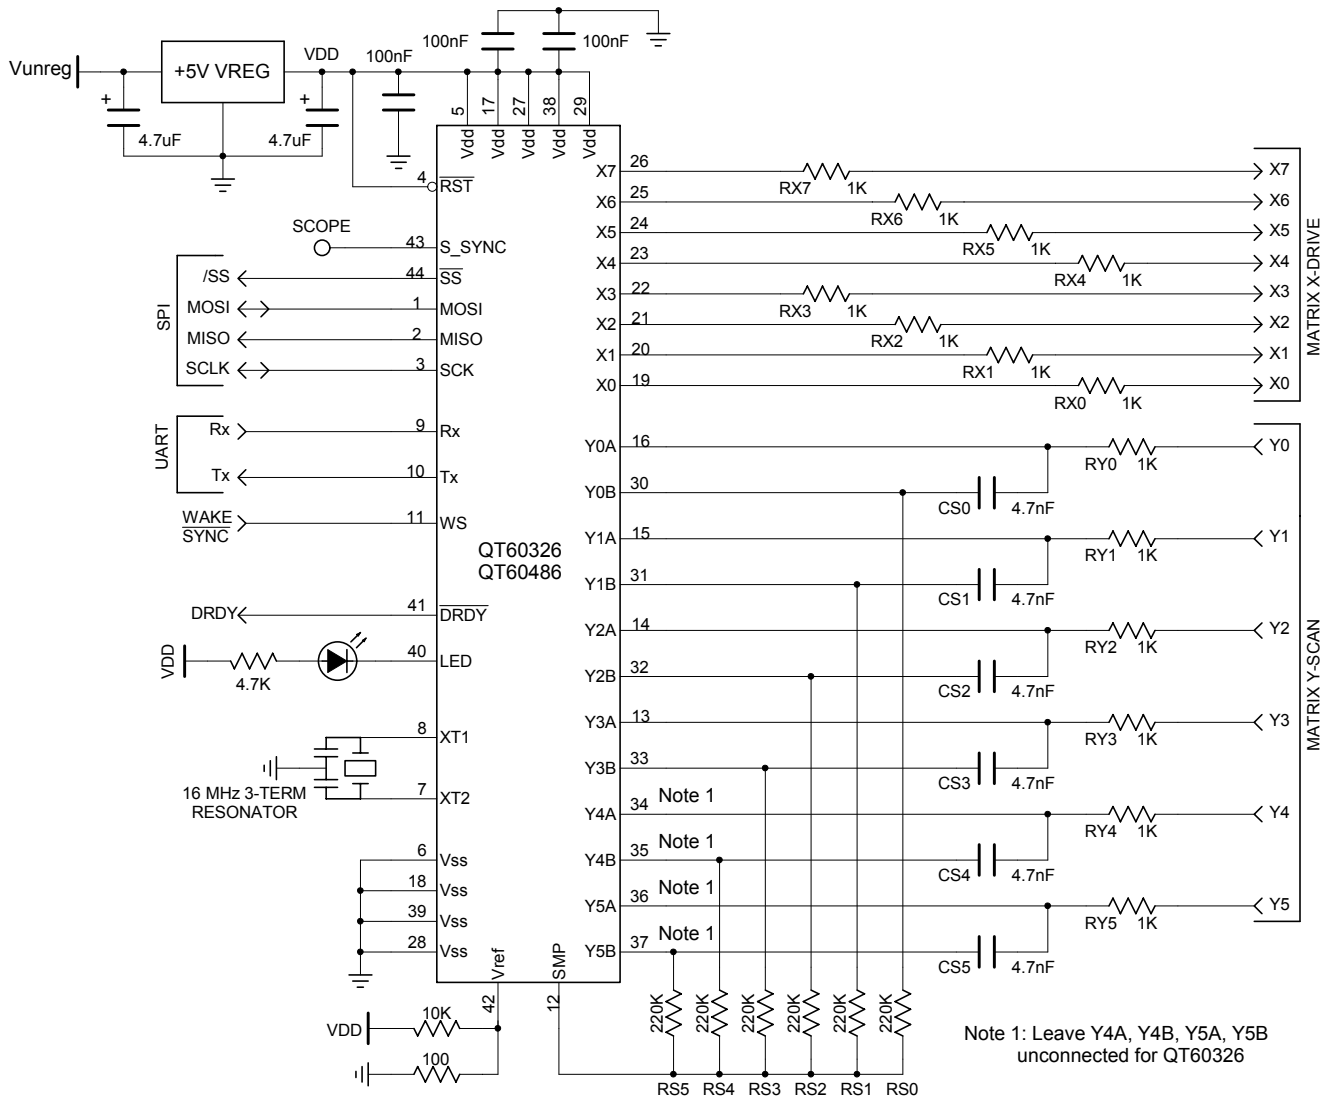 100nF
100nF
Vunreg
+5V VREG
VDD
100nF
+
4.7uF
+
4.7uF
5
17
27
38
29
Vdd
Vdd
Vdd
Vdd
Vdd
4
RST
SCOPE
43
S_SYNC
SPI
/SS
44
SS
MOSI
1
MOSI
MISO
2
MISO
SCLK
3
SCK
UART
Rx
9
Rx
Tx
10
Tx
WAKE
SYNC
11
WS
QT60326
QT60486
DRDY
41
DRDY
VDD
4.7K
40
LED
8
XT1
16 MHz 3-TERM
RESONATOR
7
XT2
6
Vss
18
Vss
39
Vss
28
Vss
Vref
42
SMP
12
VDD
10K
100
X7
26
RX7
1K
X7
X6
25
RX6
1K
X6
X5
24
RX5
1K
X5
X4
23
RX4
1K
X4
X3
22
RX3
1K
X3
X2
21
RX2
1K
X2
X1
20
RX1
1K
X1
X0
19
RX0
1K
X0
MATRIX X-DRIVE
Y0A
16
RY0
1K
Y0
Y0B
30
CS0
4.7nF
Y1A
15
RY1
1K
Y1
Y1B
31
CS1
4.7nF
Y2A
14
RY2
1K
Y2
Y2B
32
CS2
4.7nF
Y3A
13
RY3
1K
Y3
Y3B
33
CS3
4.7nF
Y4A
34
Note 1
RY4
1K
Y4
Y4B
35
Note 1
CS4
4.7nF
Y5A
36
Note 1
RY5
1K
Y5
Y5B
37
Note 1
CS5
4.7nF
MATRIX Y-SCAN
220K
220K
220K
220K
220K
220K
RS5
RS4
RS3
RS2
RS1
RS0
Note 1: Leave Y4A, Y4B, Y5A, Y5B
unconnected for QT60326